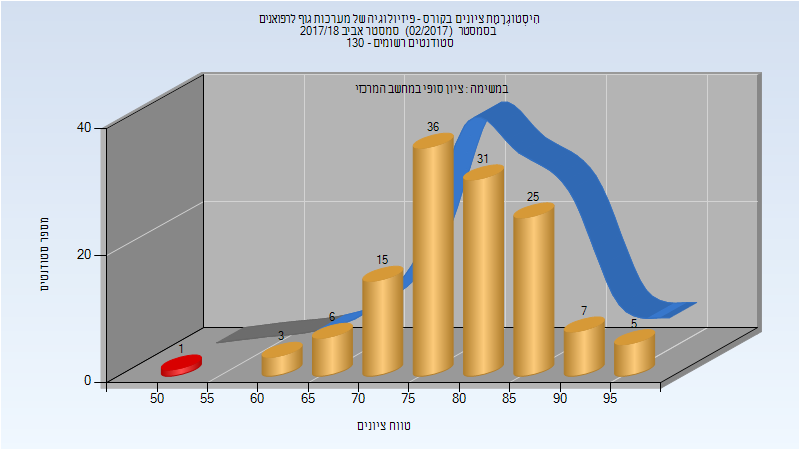 היסטוגרמת ציונים בקורס - פיזיולוגיה של מערכות גוף לרפואנים
בסמסטר (02/2017) סמסטר אביב 2017/18
סטודנטים רשומים - 130
במשימה : ציון סופי במחשב המרכזי
מספר סטודנטים
40
20
0
1
3
6
15
36
31
25
7
5
50 55 60 65 70 75 80 85 90 95
טווח ציונים